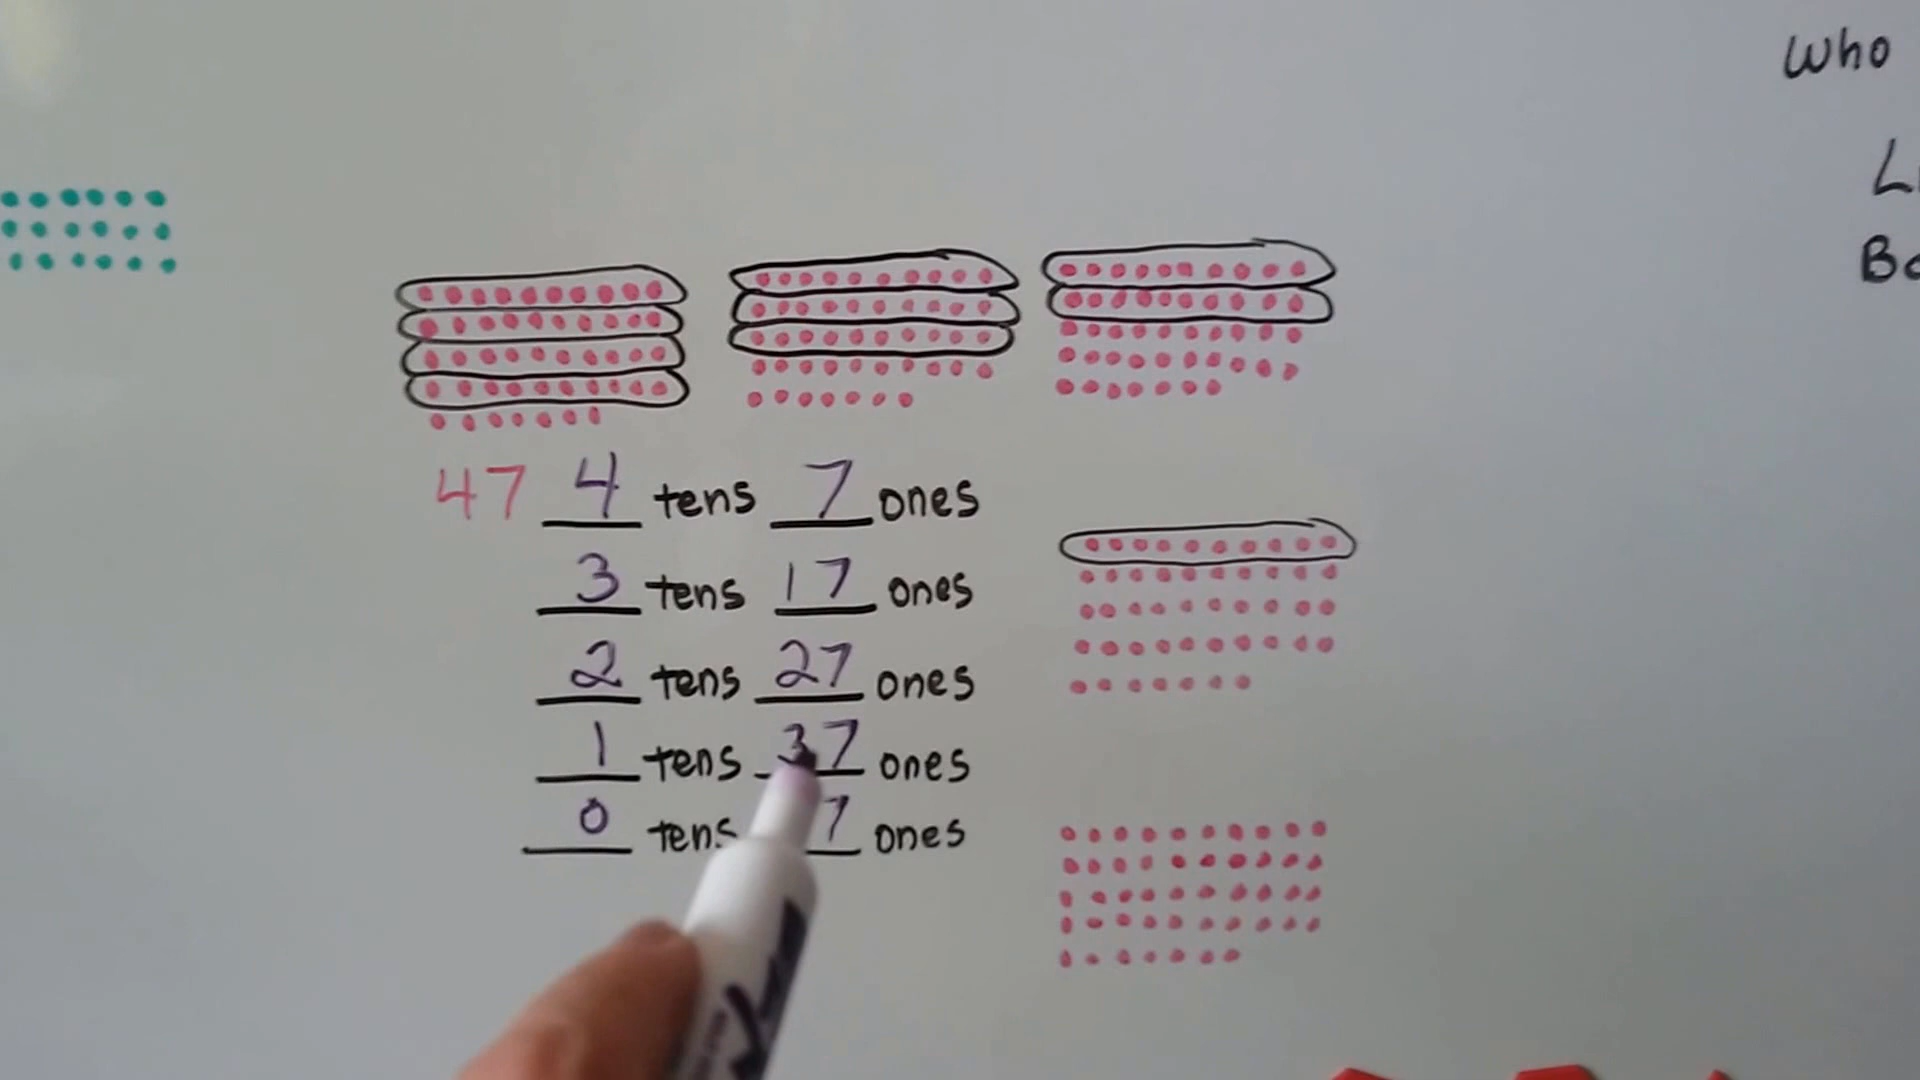 Who
47 4 tens 7 ones
3 tens 17 ones
2 tens 27 ones
1 tens 37 ones
0 tens 7 ones